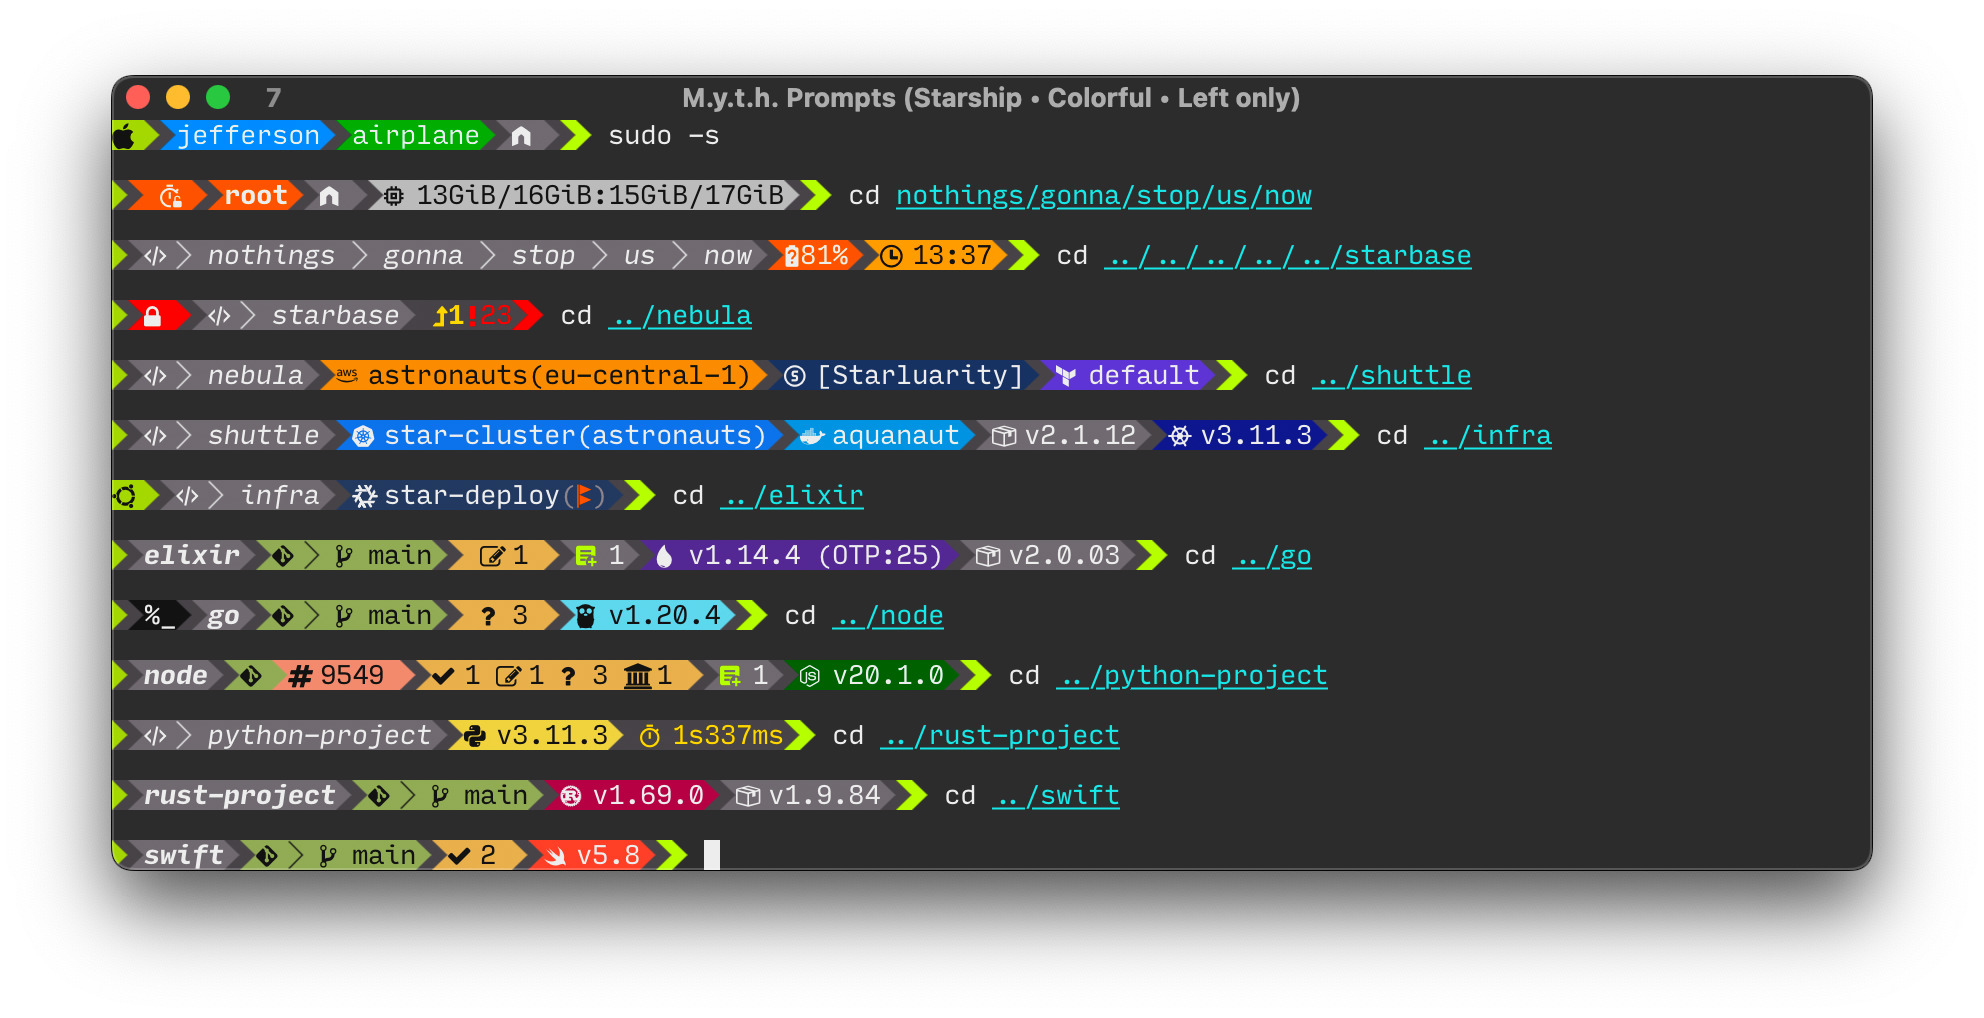 7 M.y.t.h. Prompts (Starship • Colorful • Left only)
jefferson airplane sudo -s
root 13GiB/16GiB:15GiB/17GiB cd nothings/gonna/stop/us/now
</> nothings gonna stop us now ?81% 13:37 cd ../../../../../starbase
</> starbase 1!23 cd ../nebula
</> nebula aws astronauts(eu-central-1) S [Starluarity] default cd ../shuttle
</> shuttle star-cluster(astronauts) aquanaut v2.1.12 v3.11.3 cd ../infra
</> infra star-deploy() cd ../elixir
elixir main 1 1 v1.14.4 (OTP:25) v2.0.03 cd ../go
%_ go main ? 3 v1.20.4 cd ../node
node #9549 1 1 ? 3 1 1 JS v20.1.0 cd ../python-project
</> python-project v3.11.3 1s337ms cd ../rust-project
rust-project main R v1.69.0 v1.9.84 cd ../swift
swift main 2 v5.8